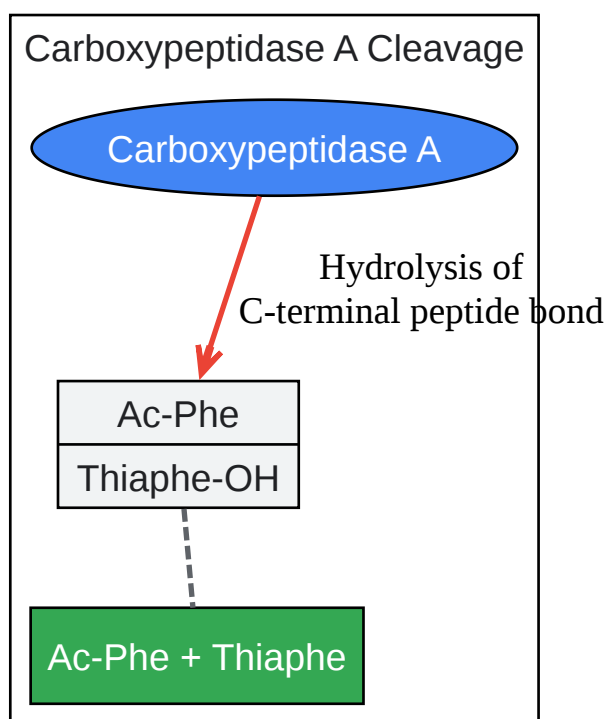 Carboxypeptidase A Cleavage
Carboxypeptidase A
Hydrolysis of
C-terminal peptide bond
Ac-Phe
Thiaphe-OH
Ac-Phe + Thiaphe